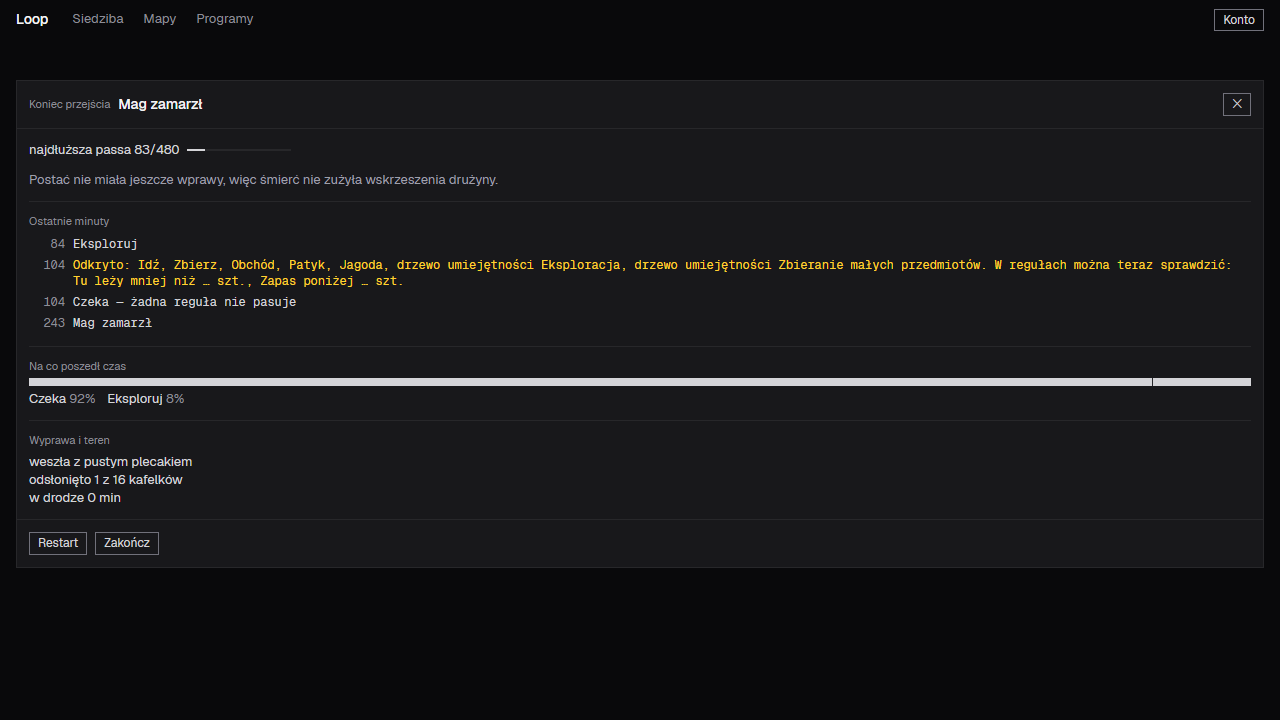 Loop Siedziba Mapy Programy Konto
Koniec przejścia Mag zamarzł
najdłuższa passa 83/480
Postać nie miała jeszcze wprawy, więc śmierć nie zużyła wskrzeszenia drużyny.
Ostatnie minuty
84 Eksploruj
104 Odkryto: Idź, Zbierz, Obchód, Patyk, Jagoda, drzewo umiejętności Eksploracja, drzewo umiejętności Zbieranie małych przedmiotów. W regułach można teraz sprawdzić:
Tu leży mniej niż … szt., Zapas poniżej … szt.
104 Czeka — żadna reguła nie pasuje
243 Mag zamarzł
Na co poszedł czas
Czeka 92% Eksploruj 8%
Wyprawa i teren
weszła z pustym plecakiem
odsłonięto 1 z 16 kafelków
w drodze 0 min
Restart Zakończ